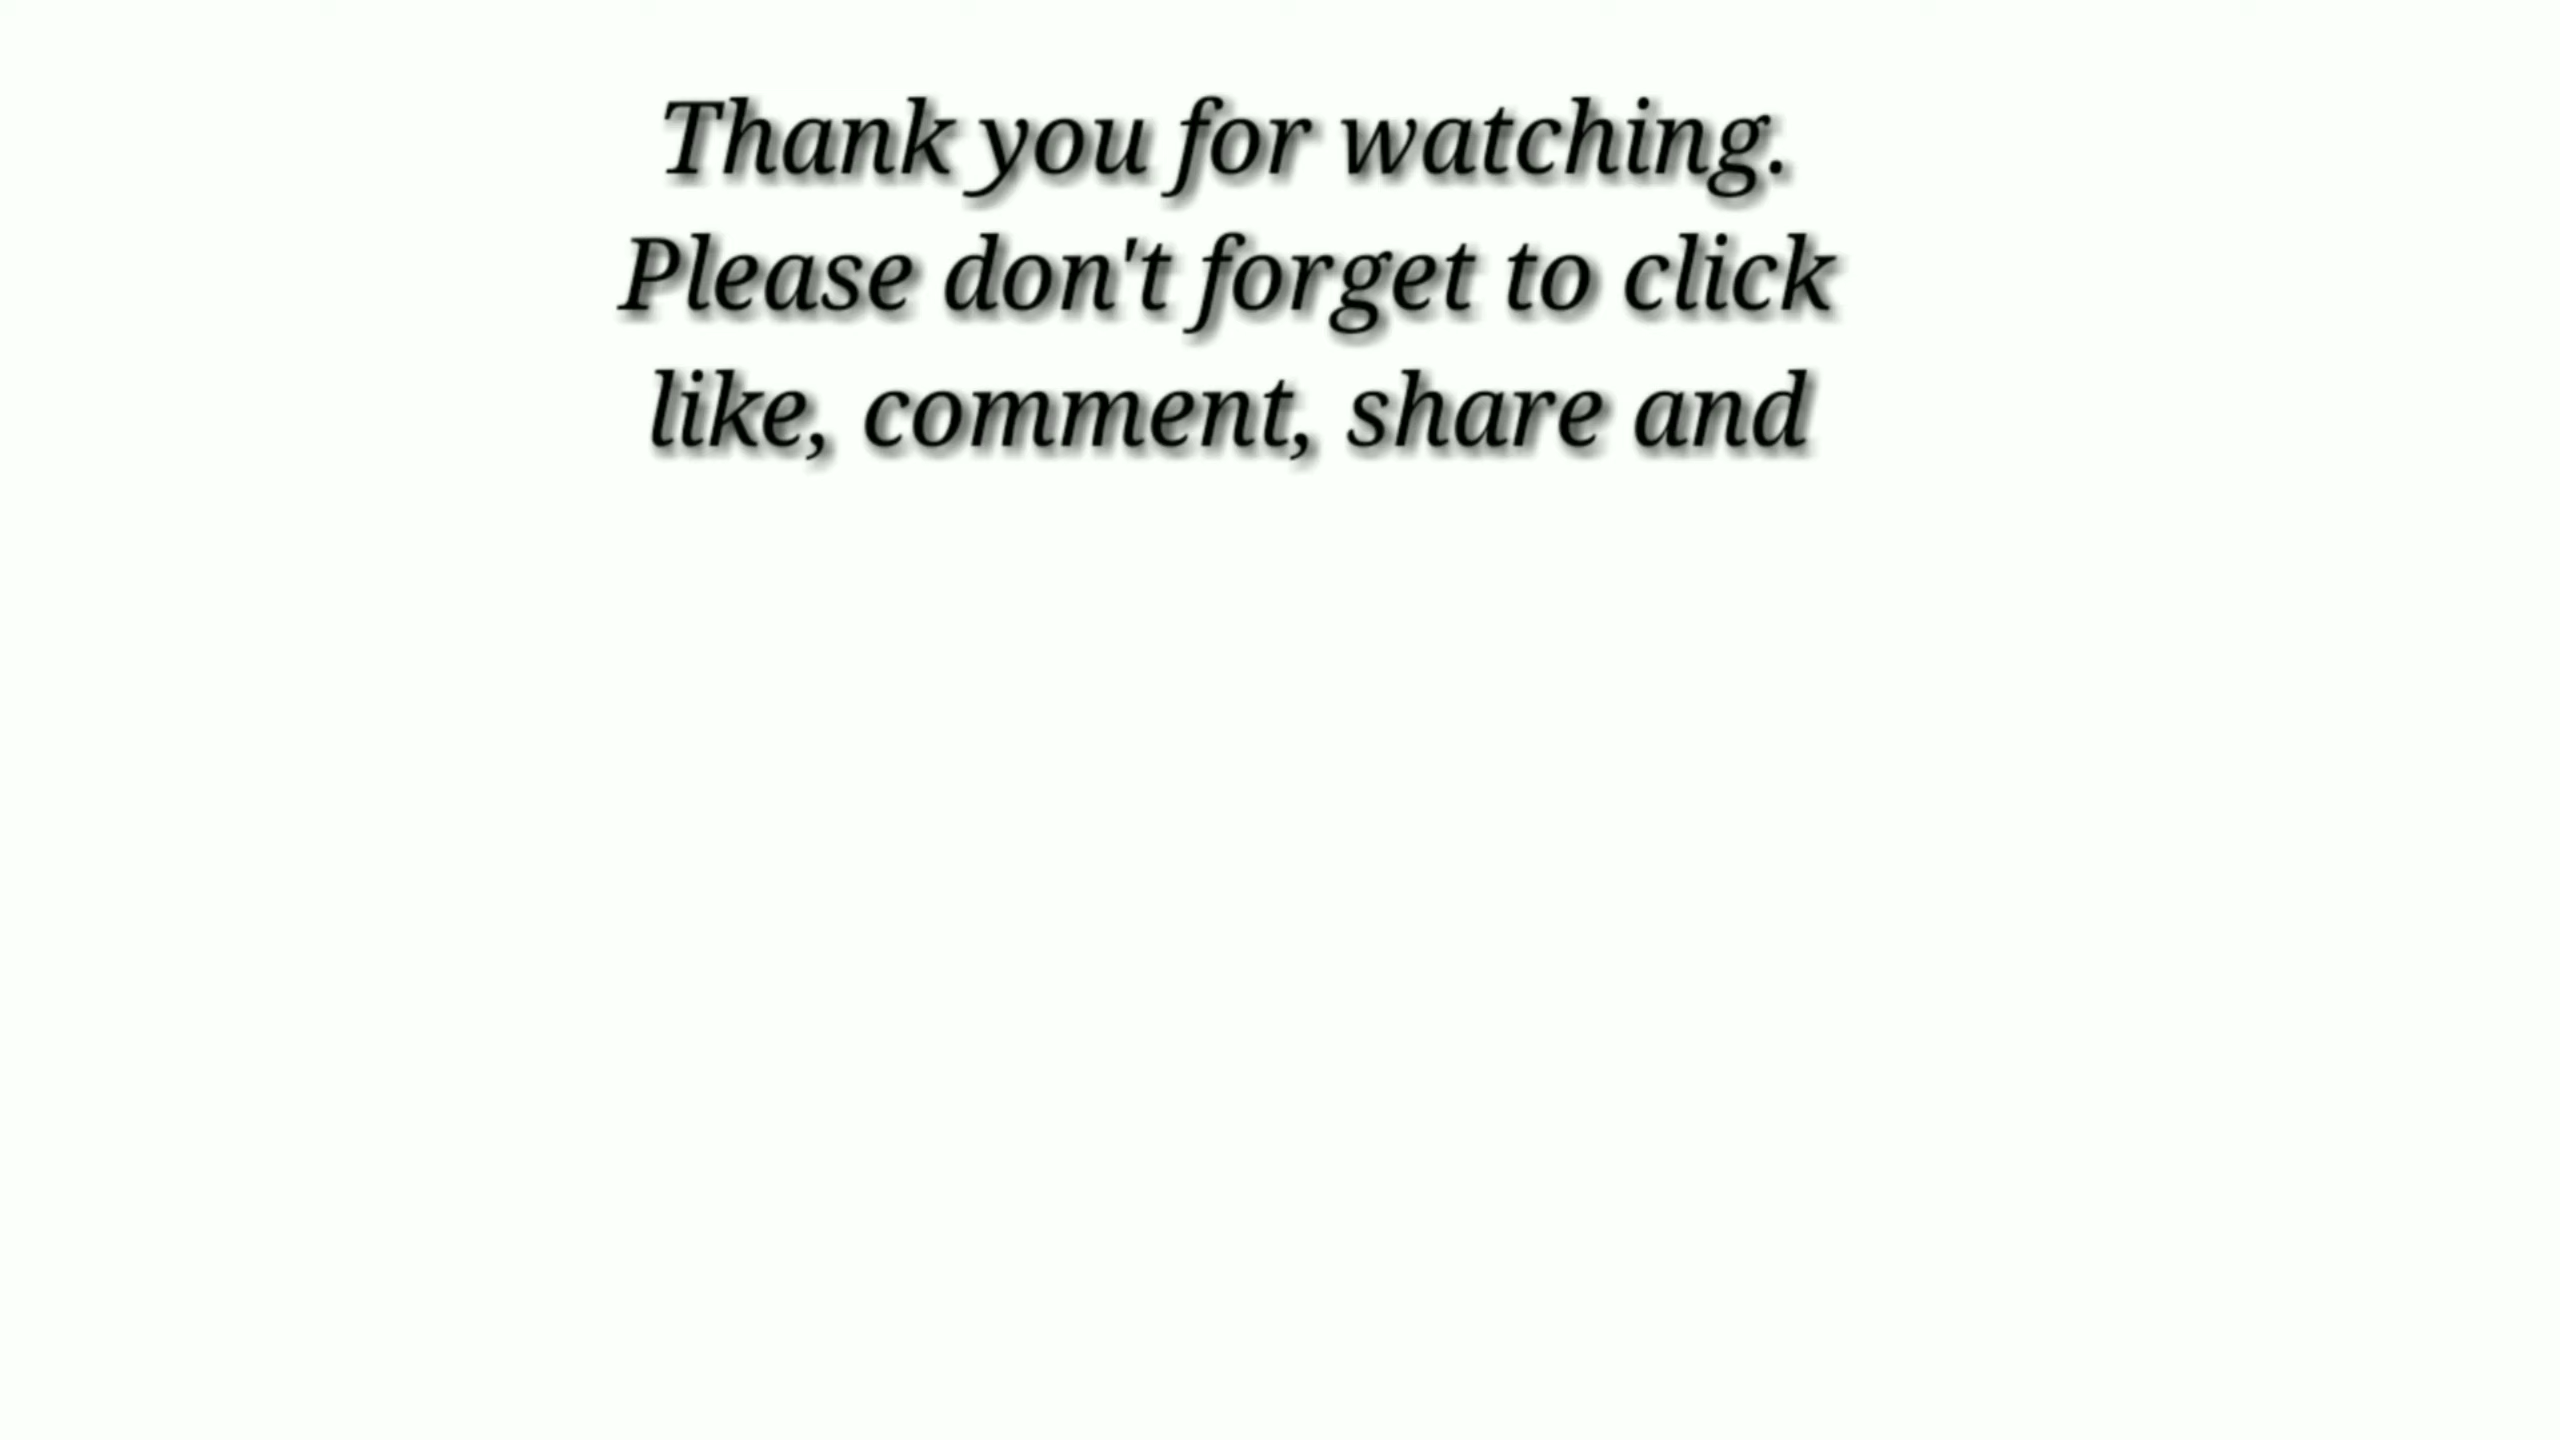 Thank you for watching.
Please don't forget to click
like, comment, share and